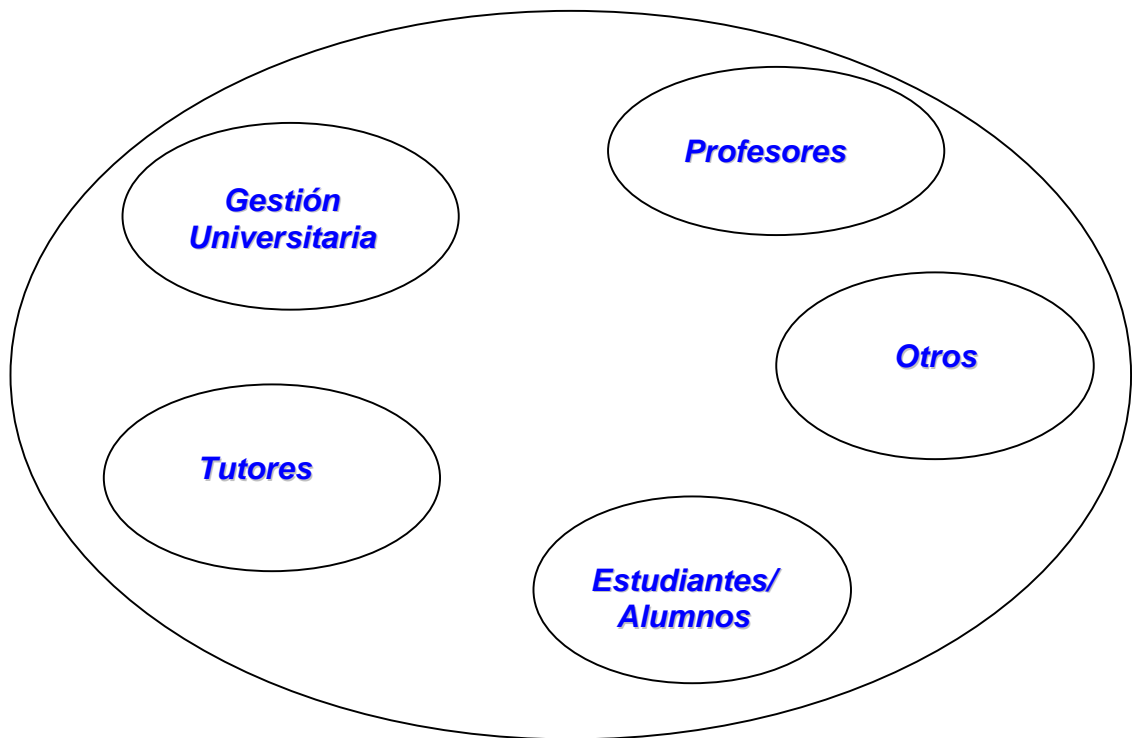 Profesores
Gestión
Universitaria
Otros
Tutores
Estudiantes/
Alumnos